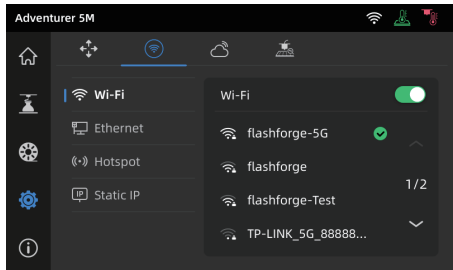 Adventurer 5M
Wi-Fi
Ethernet
Hotspot
IP Static IP
Wi-Fi
flashforge-5G
flashforge
flashforge-Test
TP-LINK_5G_88888...
1/2